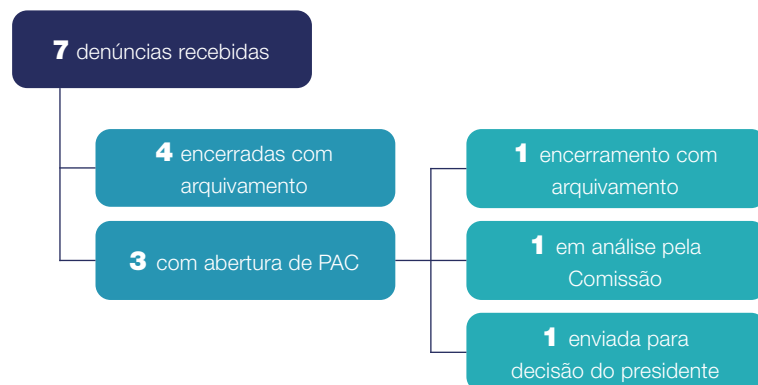 7 denúncias recebidas
4 encerradas com
arquivamento
3 com abertura de PAC
1 encerramento com
arquivamento
1 em análise pela
Comissão
1 enviada para
decisão do presidente